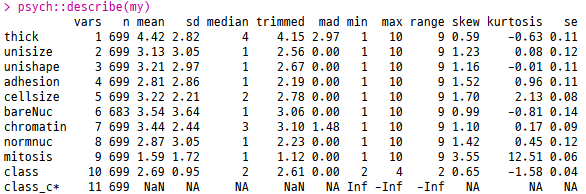 > psych::describe(my)
vars n mean sd median trimmed mad min max range skew kurtosis se
thick 1 699 4.42 2.82 4 4.15 2.97 1 10 9 0.59 -0.63 0.11
unisize 2 699 3.13 3.05 1 2.56 0.00 1 10 9 1.23 0.08 0.12
unishape 3 699 3.21 2.97 1 2.67 0.00 1 10 9 1.16 -0.01 0.11
adhesion 4 699 2.81 2.86 1 2.19 0.00 1 10 9 1.52 0.96 0.11
cellsize 5 699 3.22 2.21 2 2.78 0.00 1 10 9 1.70 2.13 0.08
bareNuc 6 683 3.54 3.64 1 3.06 0.00 1 10 9 0.99 -0.81 0.14
chromatin 7 699 3.44 2.44 3 3.10 1.48 1 10 9 1.10 0.17 0.09
normnuc 8 699 2.87 3.05 1 2.23 0.00 1 10 9 1.42 0.45 0.12
mitosis 9 699 1.59 1.72 1 1.12 0.00 1 10 9 3.55 12.51 0.06
class 10 699 2.69 0.95 2 2.61 0.00 2 4 2 0.65 -1.58 0.04
class_c* 11 699 NaN NA NA NaN NA Inf -Inf -Inf NA NA NA